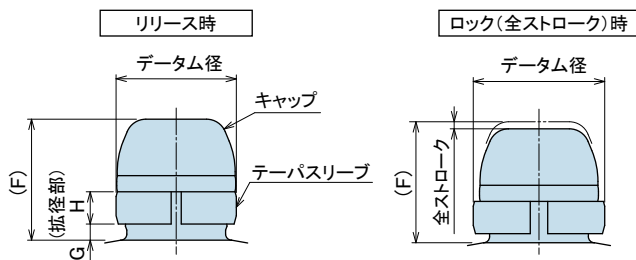 リリース時
ロック(全ストローク)時
データム径
データム径
キャップ
テーパスリーブ
(F)
(拡径部)
H
G
(F)
全ストローク